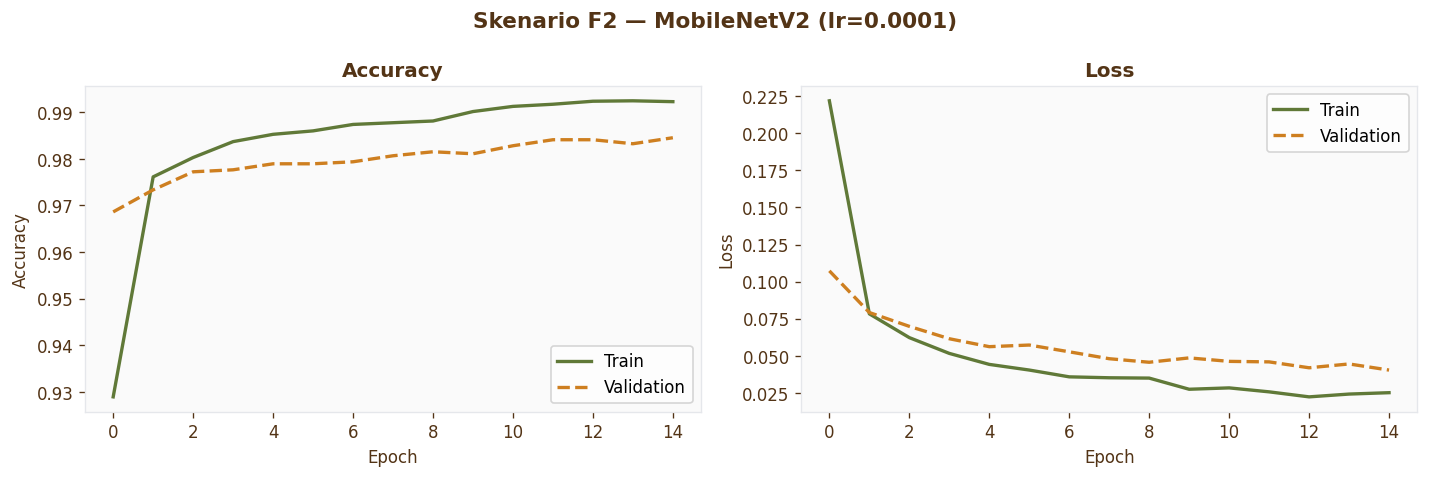 Skenario F2 — MobileNetV2 (lr=0.0001)
Accuracy
Accuracy
0.99
0.98
0.97
0.96
0.95
0.94
0.93
0 2 4 6 8 10 12 14
Epoch
Train
Validation
Loss
Loss
0.225
0.200
0.175
0.150
0.125
0.100
0.075
0.050
0.025
0 2 4 6 8 10 12 14
Epoch
Train
Validation